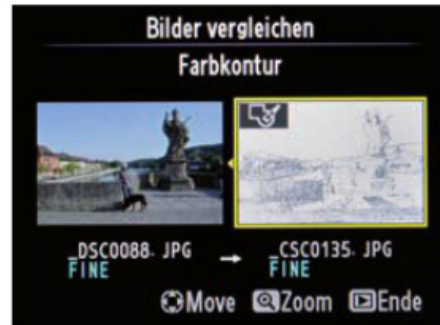 Bilder vergleichen
Farbkontur
_DSC0088. JPG → _CSC0135. JPG
FINE FINE
Move Zoom Ende